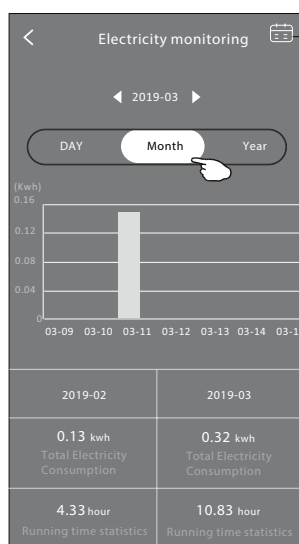 Electricity monitoring
2019-03
DAY Month Year
(Kwh)
0.16
0.12
0.08
0.04
0
03-09 03-10 03-11 03-12 03-13 03-14 03-1
2019-02 2019-03
0.13 kwh 0.32 kwh
Total Electricity Total Electricity
Consumption Consumption
4.33 hour 10.83 hour
Running time statistics Running time statistics